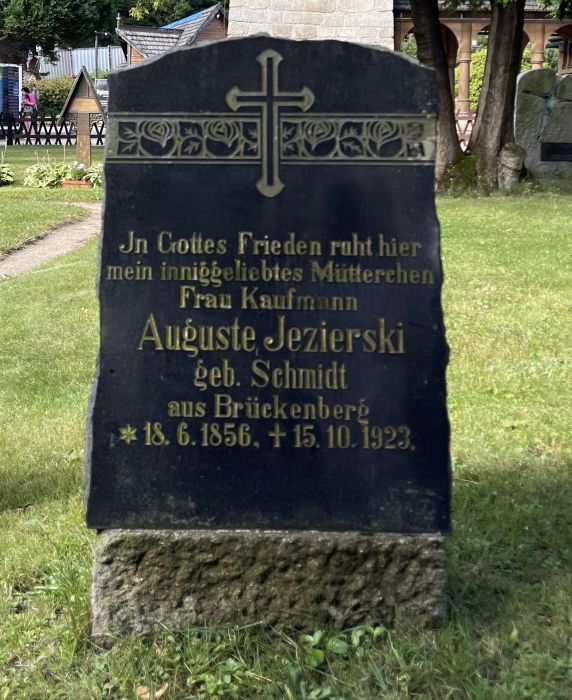 Jn Gottes Frieden ruht hier
mein inniggeliebtes Mütterchen
Frau Kaufmann
Auguste Jezierski
geb. Schmidt
aus Brückenberg
* 18. 6. 1856. + 15. 10. 1923.